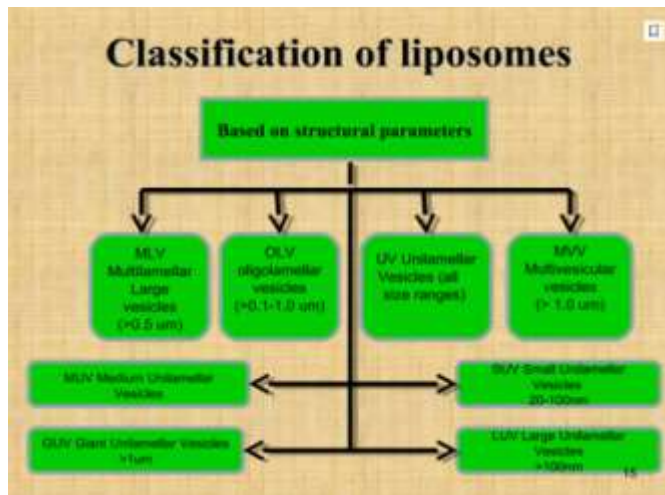 Classification of liposomes
Based on structural parameters
MLV
Multilamellar
Large
vesicles
(>0.5 um)
OLV
oligolamellar
vesicles
(>0.1-1.0 um)
UV Unilamellar
Vesicles (all
size ranges)
MVV
Multivesicular
vesicles
(> 1.0 um)
MUV Medium Unilamellar
Vesicles
SUV Small Unilamellar
Vesicles
20-100nm
GUV Giant Unilamellar Vesicles
>1um
LUV Large Unilamellar
Vesicles
>100nm
15